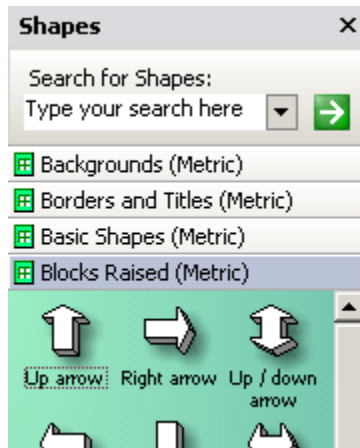 Shapes
Search for Shapes:
Type your search here
Backgrounds (Metric)
Borders and Titles (Metric)
Basic Shapes (Metric)
Blocks Raised (Metric)
Up arrow Right arrow Up / down
arrow